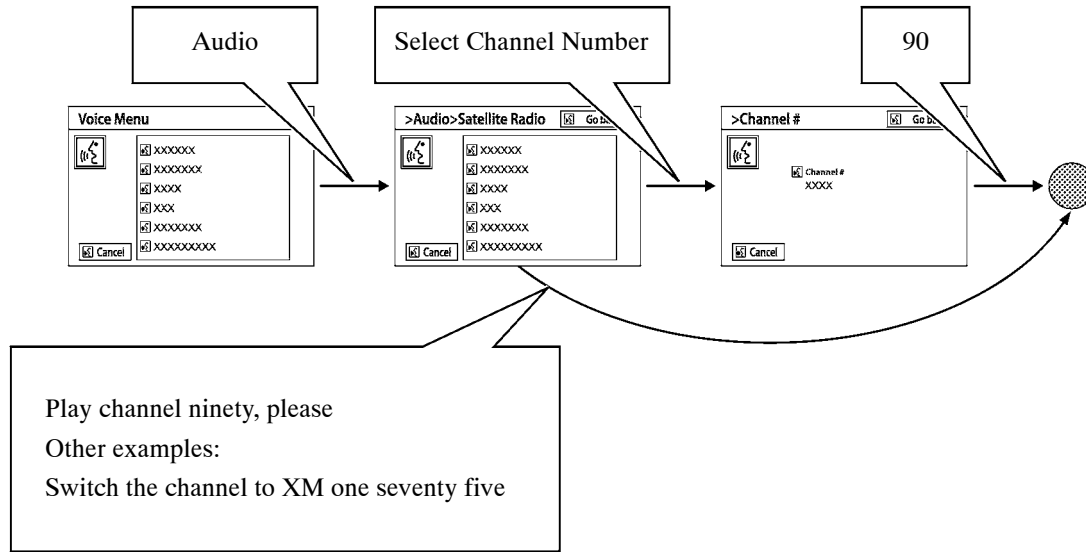 Audio
Select Channel Number
90
Voice Menu
XXXXXX
XXXXXXX
XXXX
XXX
XXXXXXX
XXXXXXXXX
Cancel
>Audio>Satellite Radio
Go
XXXXXX
XXXXXXX
XXXX
XXX
XXXXXXX
XXXXXXXXX
Cancel
>Channel #
Go
Channel #
XXXX
Cancel
Play channel ninety, please
Other examples:
Switch the channel to XM one seventy five